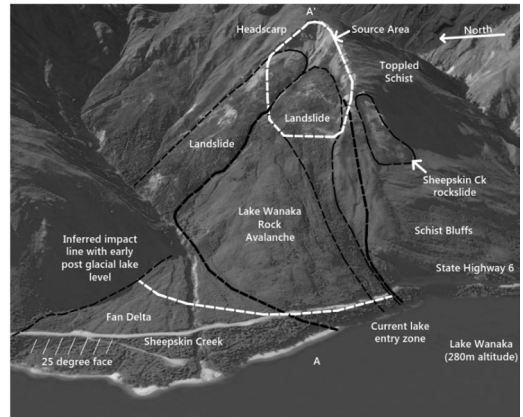 A'
Headscarp
Source Area
North
Toppled
Schist
Landslide
Landslide
Sheepskin Ck
rockslide
Lake Wanaka
Rock
Avalanche
Schist Bluffs
Inferred impact
line with early
post glacial lake
level
State Highway 6
Fan Delta
Current lake
entry zone
Sheepskin Creek
Lake Wanaka
(280m altitude)
25 degree face
A